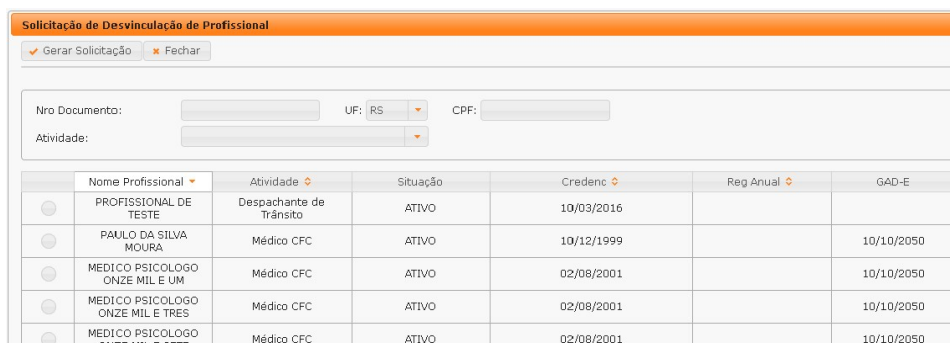 Solicitação de Desvinculação de Profissional
Gerar Solicitação Fechar
Nro Documento: UF: RS CPF:
Atividade:
Nome Profissional Atividade Situação Credenc Reg Anual GAD-E
PROFISSIONAL DE TESTE Despachante de Trânsito ATIVO 10/03/2016
PAULO DA SILVA MOURA Médico CFC ATIVO 10/12/1999 10/10/2050
MEDICO PSICOLOGO ONZE MIL E UM Médico CFC ATIVO 02/08/2001 10/10/2050
MEDICO PSICOLOGO ONZE MIL E TRES Médico CFC ATIVO 02/08/2001 10/10/2050
MEDICO PSICOLOGO Médico CFC ATIVO 02/08/2001 10/10/2050